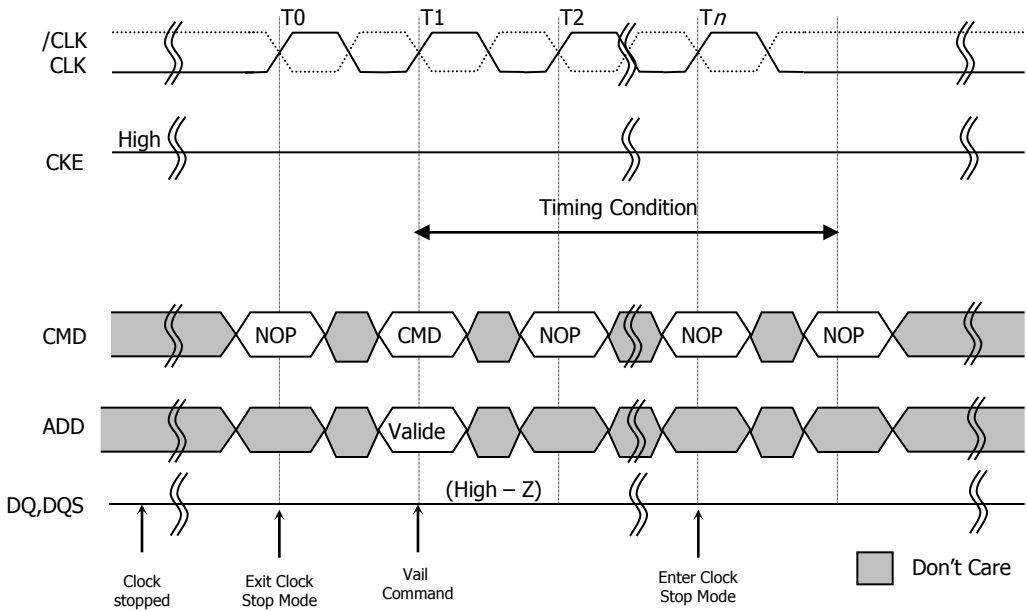 T0 T1 T2 Tn
/CLK
CLK
High
CKE
Timing Condition
CMD NOP CMD NOP NOP NOP
ADD Valide
(High – Z)
DQ,DQS
Clock
stopped
Exit Clock
Stop Mode
Vail
Command
Enter Clock
Stop Mode
Don't Care